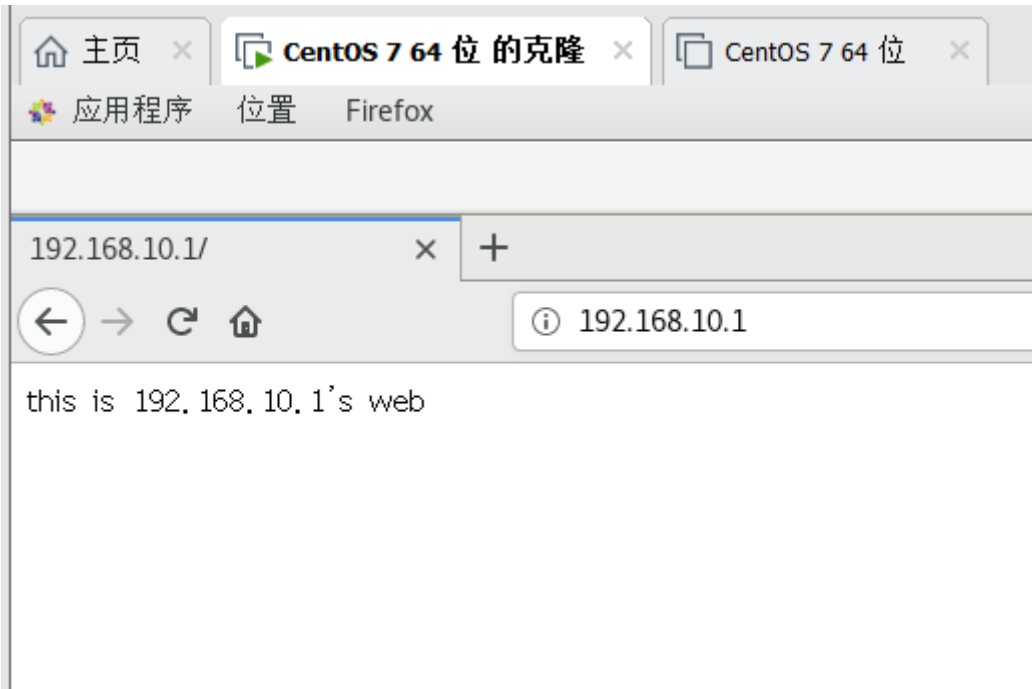 主页 CentOS 7 64 位 的克隆 CentOS 7 64 位
应用程序 位置 Firefox
192.168.10.1/
192.168.10.1
this is 192.168.10.1's web